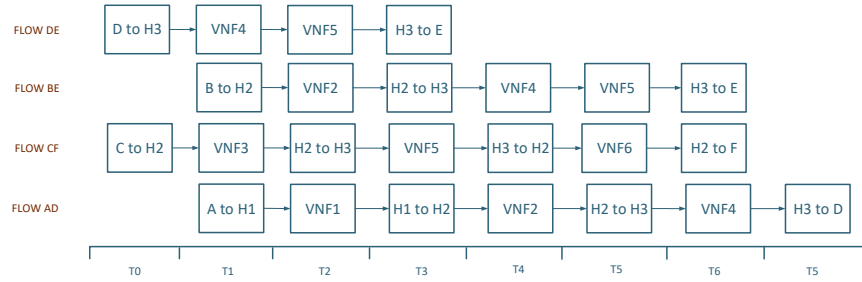 FLOW DE D to H3 VNF4 VNF5 H3 to E
FLOW BE B to H2 VNF2 H2 to H3 VNF4 VNF5 H3 to E
FLOW CF C to H2 VNF3 H2 to H3 VNF5 H3 to H2 VNF6 H2 to F
FLOW AD A to H1 VNF1 H1 to H2 VNF2 H2 to H3 VNF4 H3 to D
T0 T1 T2 T3 T4 T5 T6 T5